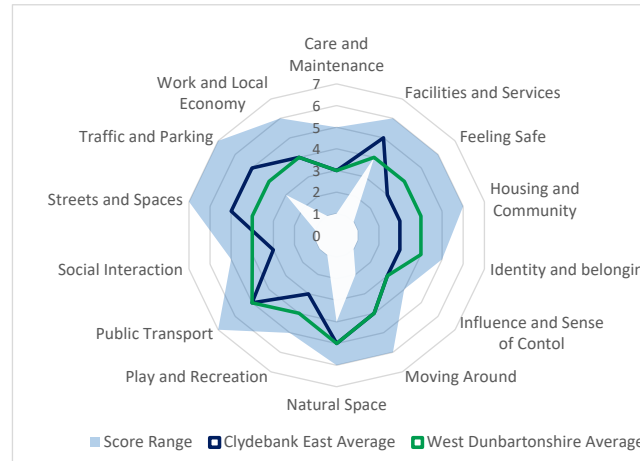 Care and
Maintenance
Work and Local
Economy
Facilities and Services
Traffic and Parking
Feeling Safe
Streets and Spaces
Housing and
Community
Social Interaction
Identity and belonging
Public Transport
Influence and Sense
of Contol
Play and Recreation
Moving Around
Natural Space
7
6
5
4
3
2
1
0
Score Range
Clydebank East Average
West Dunbartonshire Average